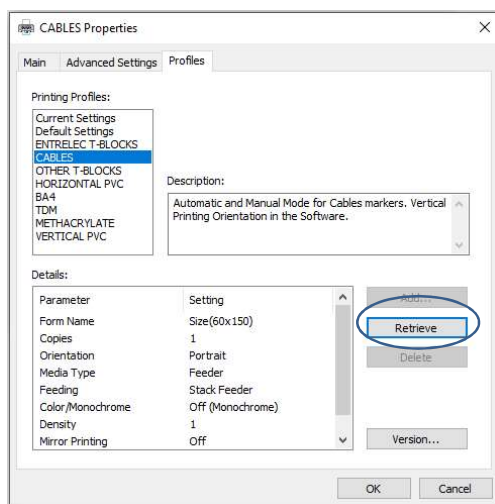 CABLES Properties
Main Advanced Settings Profiles
Printing Profiles:
Current Settings
Default Settings
ENTRELEC T-BLOCKS
CABLES
OTHER T-BLOCKS
HORIZONTAL PVC
BA4
TDM
METHACRYLATE
VERTICAL PVC
Description:
Automatic and Manual Mode for Cables markers. Vertical
Printing Orientation in the Software.
Details:
Parameter Setting
Form Name Size(60x150)
Copies 1
Orientation Portrait
Media Type Feeder
Feeding Stack Feeder
Color/Monochrome Off (Monochrome)
Density 1
Mirror Printing Off
Add...
Retrieve
Delete
Version...
OK Cancel